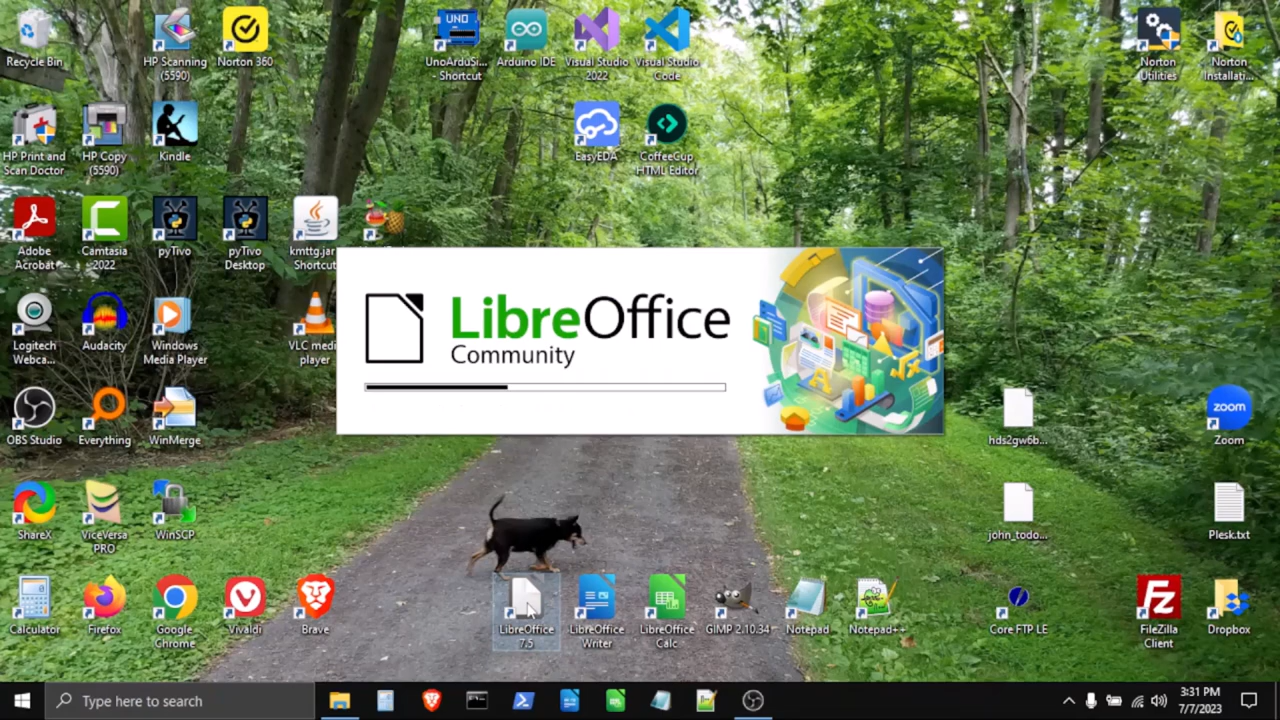 Recycle Bin
HP Scanning
(5590)
Norton 360
UNO
UnoArduSi...
- Shortcut
Arduino IDE
Visual Studio
2022
Visual Studio
Code
Norton
Utilities
Norton
Installati...
HP Print and
Scan Doctor
HP Copy
(5590)
Kindle
EasyEDA
CoffeeCup
HTML Editor
Adobe
Acrobat
Camtasia
2022
pyTivo
pyTivo
Desktop
kmttg.jar
Shortcut
LibreOffice
Community
Logitech
Webca...
Audacity
Windows
Media Player
VLC media
player
OBS Studio
Everything
WinMerge
hds2gw6b...
zoom
Zoom
ShareX
ViceVersa
PRO
WinSCP
john_todo...
Plesk.txt
Calculator
Firefox
Google
Chrome
Vivaldi
Brave
LibreOffice
7.5
LibreOffice
Writer
LibreOffice
Calc
GIMP 2.10.34
Notepad
Notepad++
Core FTP LE
Fz
FileZilla
Client
Dropbox
Type here to search
3:31 PM
7/7/2023